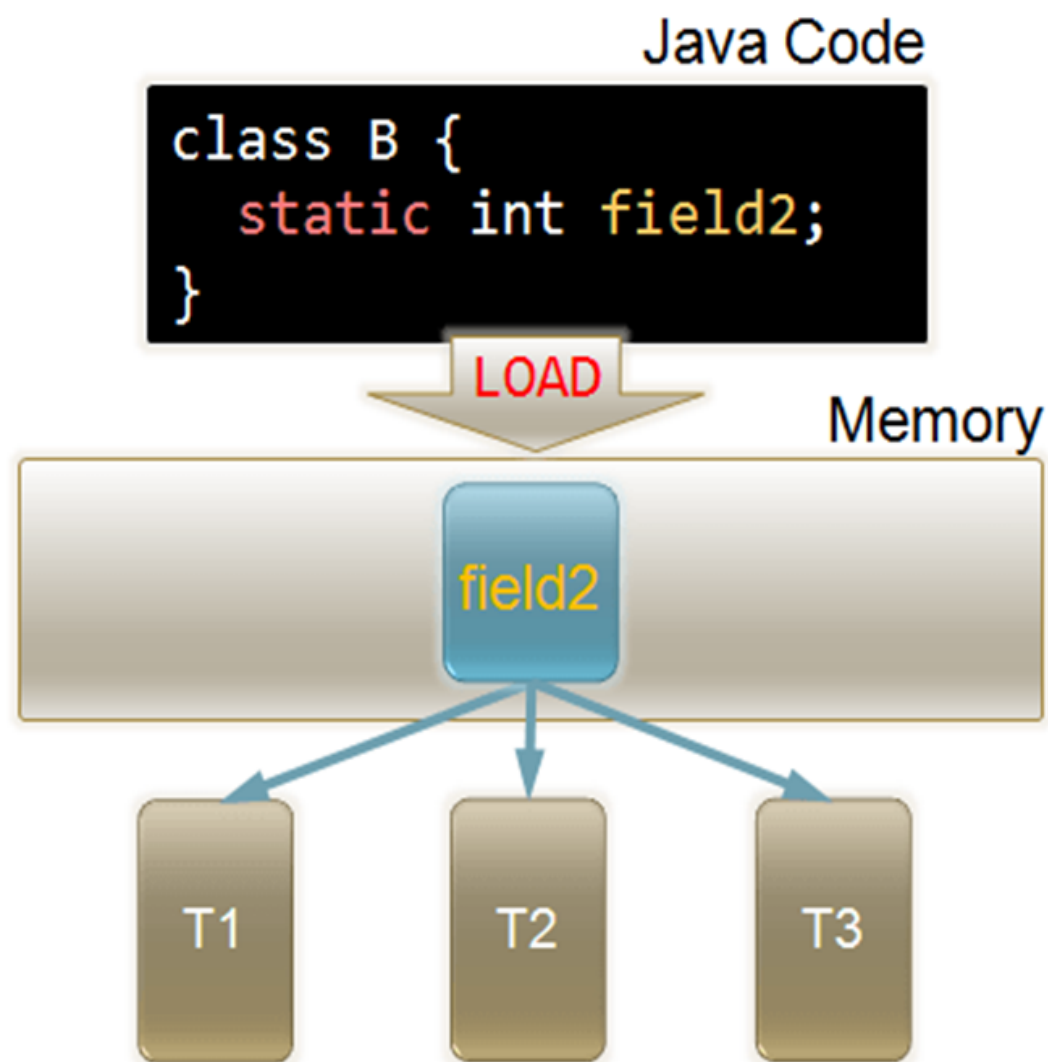 Java Code
class B {
  static int field2;
}
LOAD
Memory
field2
T1
T2
T3